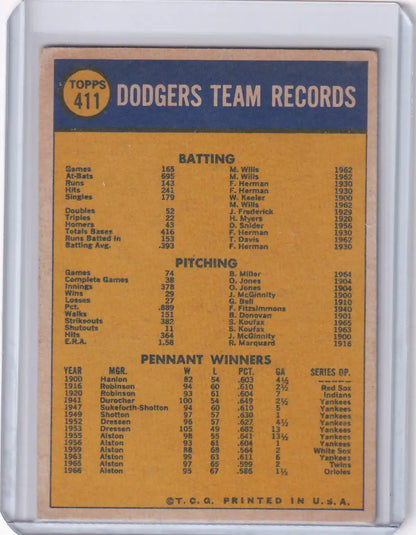 TOPPS
411
DODGERS TEAM RECORDS
BATTING
Games 165 M. Wills 1962
At-Bats 695 M. Wills 1962
Runs 143 F. Herman 1930
Hits 241 F. Herman 1930
Singles 179 W. Keeler 1900
M. Wills 1962
Doubles 52 J. Frederick 1929
Triples 22 H. Myers 1920
Homers 43 D. Snider 1956
Totals Bases 416 F. Herman 1930
Runs Batted In 153 T. Davis 1962
Batting Avg. .393 F. Herman 1930
PITCHING
Games 74 B. Miller 1964
Complete Games 38 O. Jones 1904
Innings 378 O. Jones 1904
Wins 29 J. McGinnity 1900
Losses 27 G. Bell 1910
Pct. .889 F. Fitzsimmons 1940
Walks 151 B. Donovan 1901
Strikeouts 382 S. Koufax 1965
Shutouts 11 S. Koufax 1963
Hits 364 J. McGinnity 1900
E.R.A. 1.58 R. Marquard 1916
PENNANT WINNERS
YEAR MGR. W L PCT. GA SERIES OP.
1900 Hanlon 82 54 .603 4½ ------
1916 Robinson 94 60 .610 2½ Red Sox
1920 Robinson 93 61 .604 7 Indians
1941 Durocher 100 54 .649 2½ Yankees
1947 Sukeforth-Shotton 94 60 .610 5 Yankees
1949 Shotton 97 57 .630 1 Yankees
1952 Dressen 96 57 .627 4½ Yankees
1953 Dressen 105 49 .682 13 Yankees
1955 Alston 98 55 .641 13½ Yankees
1956 Alston 93 61 .604 1 Yankees
1959 Alston 88 68 .564 2 White Sox
1963 Alston 99 63 .611 6 Yankees
1965 Alston 97 65 .599 2 Twins
1966 Alston 95 67 .586 1½ Orioles
©T.C.G. PRINTED IN U.S.A.